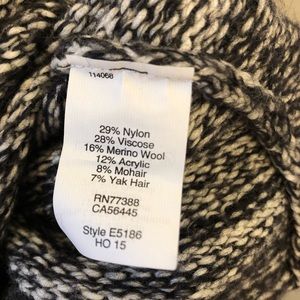 114068
29% Nylon
28% Viscose
16% Merino Wool
12% Acrylic
8% Mohair
7% Yak Hair
RN77388
CA56445
Style E5186
HO 15